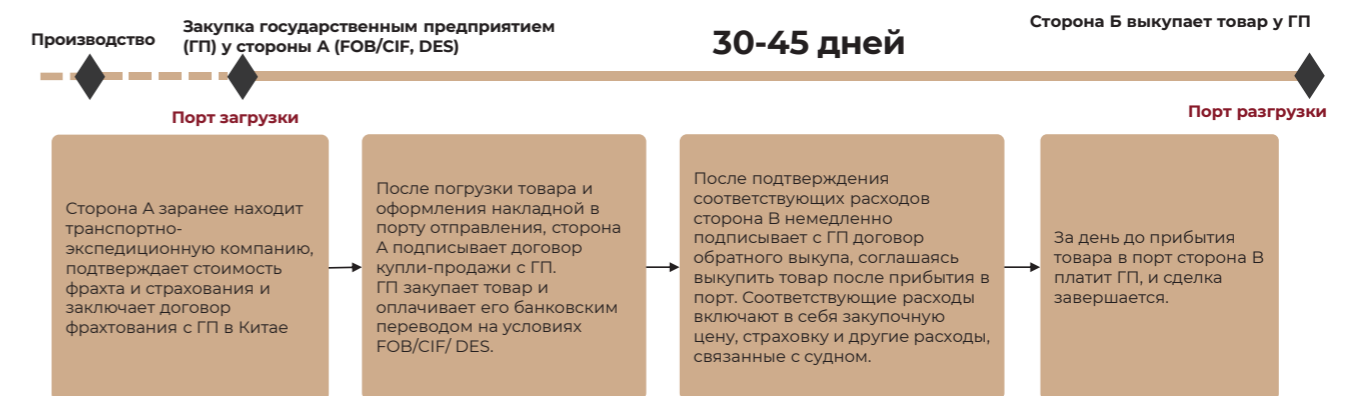 Производство
Закупка государственным предприятием
(ГП) у стороны А (FOB/CIF, DES)
30-45 дней
Сторона Б выкупает товар у ГП
Порт загрузки
Порт разгрузки
Сторона А заранее находит
транспортно-
экспедиционную компанию,
подтверждает стоимость
фрахта и страхования и
заключает договор
фрахтования с ГП в Китае
После погрузки товара и
оформления накладной в
порту отправления, сторона
А подписывает договор
купли-продажи с ГП.
ГП закупает товар и
оплачивает его банковским
переводом на условиях
FOB/CIF/ DES.
После подтверждения
соответствующих расходов
сторона В немедленно
подписывает с ГП договор
обратного выкупа, соглашаясь
выкупить товар после прибытия в
порт. Соответствующие расходы
включают в себя закупочную
цену, страховку и другие расходы,
связанные с судном.
За день до прибытия
товара в порт сторона В
платит ГП, и сделка
завершается.